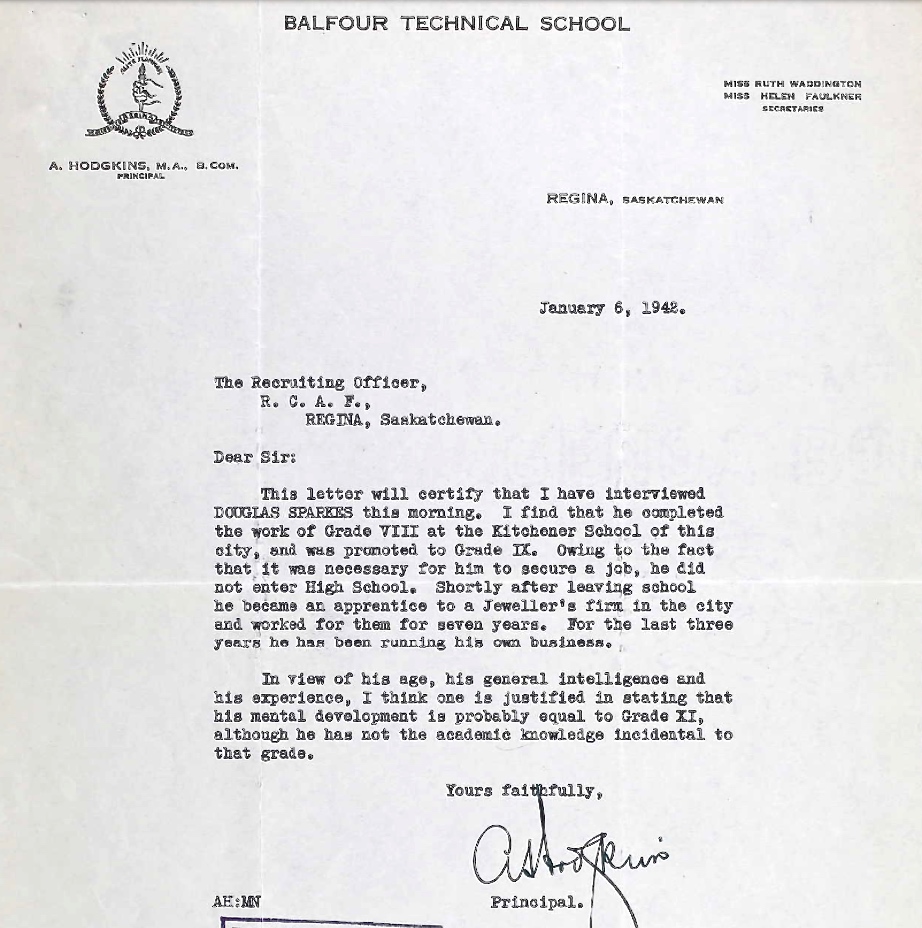 BALFOUR TECHNICAL SCHOOL
REGINA
A. HODGKINS, M.A., B.COM.
PRINCIPAL
MISS RUTH WADDINGTON
MISS HELEN FAULKNER
SECRETARIES
REGINA, SASKATCHEWAN
January 6, 1942.
The Recruiting Officer,
R. C. A. F.,
REGINA, Saskatchewan.
Dear Sir:
This letter will certify that I have interviewed
DOUGLAS SPARKES this morning. I find that he completed
the work of Grade VIII at the Kitchener School of this
city, and was promoted to Grade IX. Owing to the fact
that it was necessary for him to secure a job, he did
not enter High School. Shortly after leaving school
he became an apprentice to a Jeweller's firm in the city
and worked for them for seven years. For the last three
years he has been running his own business.
In view of his age, his general intelligence and
his experience, I think one is justified in stating that
his mental development is probably equal to Grade XI,
although he has not the academic knowledge incidental to
that grade.
Yours faithfully,
A Hodgkins
AH:MN Principal.